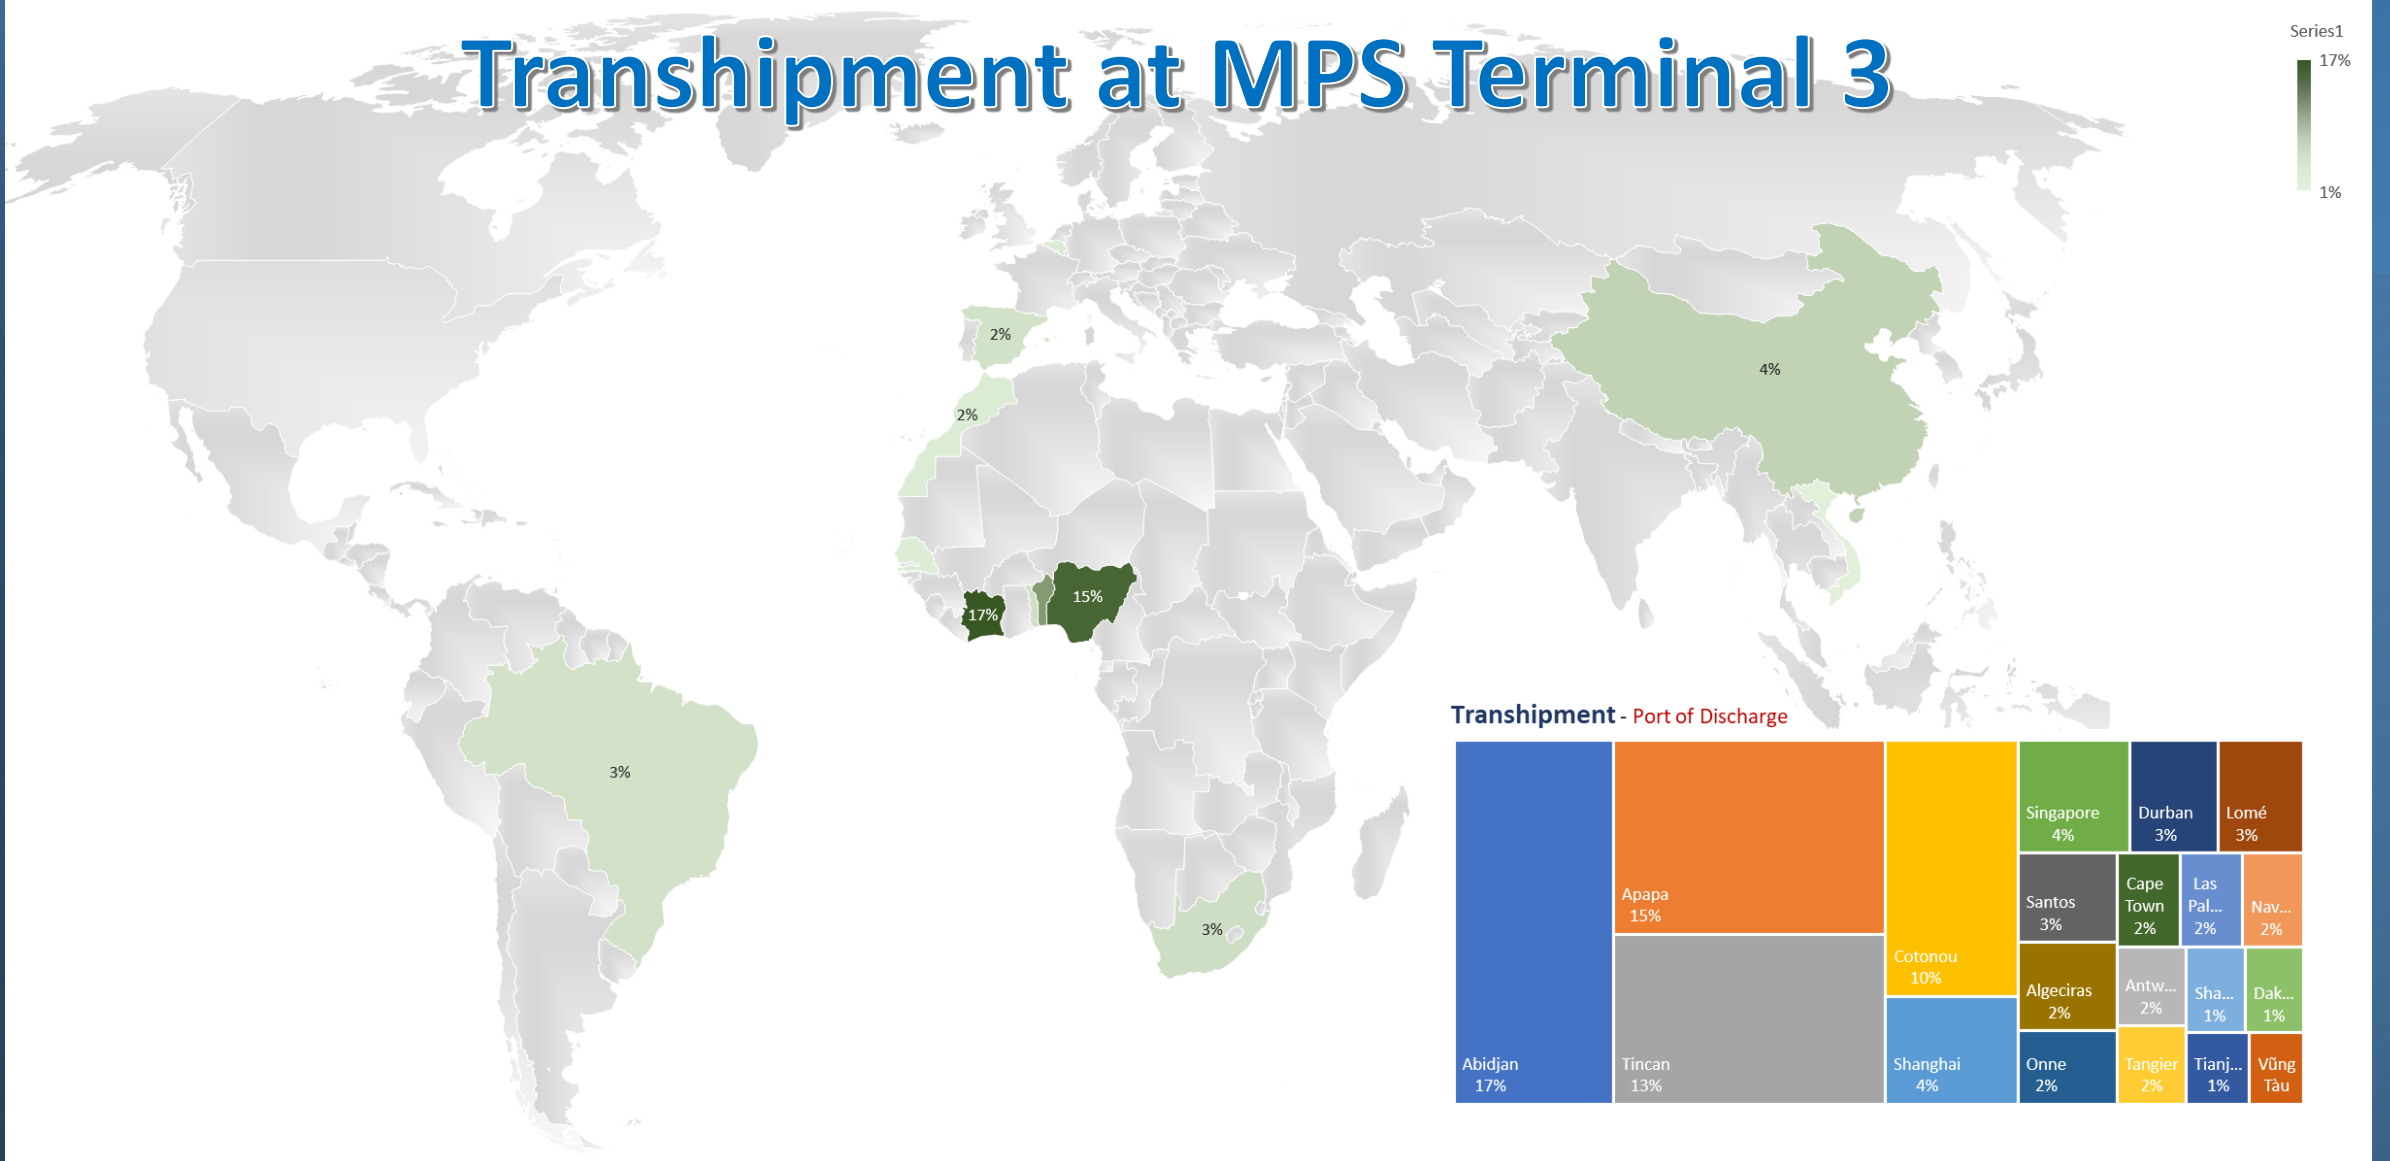 Transhipment at MPS Terminal 3
Series1
17%
1%
2%
2%
4%
17%
15%
3%
3%
Transhipment - Port of Discharge
Abidjan
17%
Apapa
15%
Tincan
13%
Cotonou
10%
Shanghai
4%
Singapore
4%
Durban
3%
Lomé
3%
Santos
3%
Cape
Town
2%
Las
Pal...
2%
Nav...
2%
Algeciras
2%
Antw...
2%
Sha...
1%
Dak...
1%
Onne
2%
Tangier
2%
Tianj...
1%
Vũng
Tàu